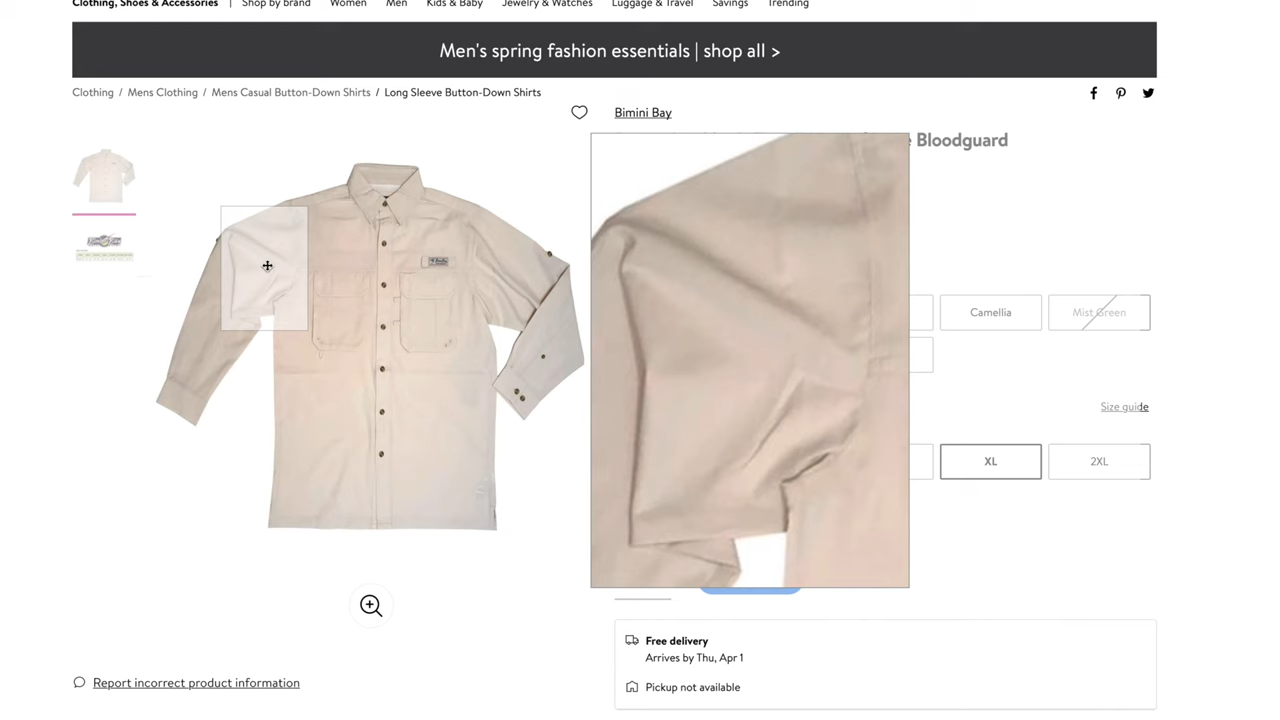 Clothing, Shoes & Accessories | Shop by brand Women Men Kids & Baby Jewelry & Watches Luggage & Travel Savings Trending
Men's spring fashion essentials | shop all >
Clothing / Mens Clothing / Mens Casual Button-Down Shirts / Long Sleeve Button-Down Shirts
Bimini Bay
Bloodguard
Camellia Mist Green
Size guide
XL 2XL
Free delivery
Arrives by Thu, Apr 1
Pickup not available
Report incorrect product information